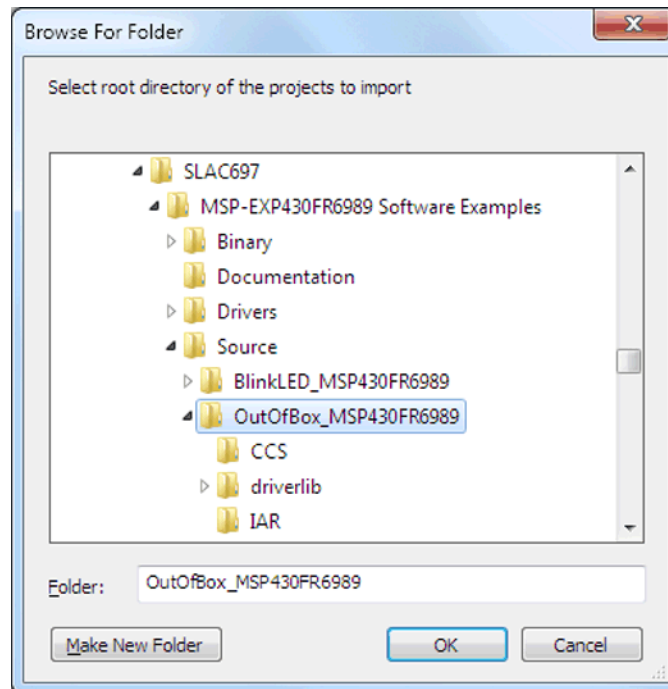 Browse For Folder
Select root directory of the projects to import
SLAC697
MSP-EXP430FR6989 Software Examples
Binary
Documentation
Drivers
Source
BlinkLED_MSP430FR6989
OutOfBox_MSP430FR6989
CCS
driverlib
IAR
Folder: OutOfBox_MSP430FR6989
Make New Folder OK Cancel